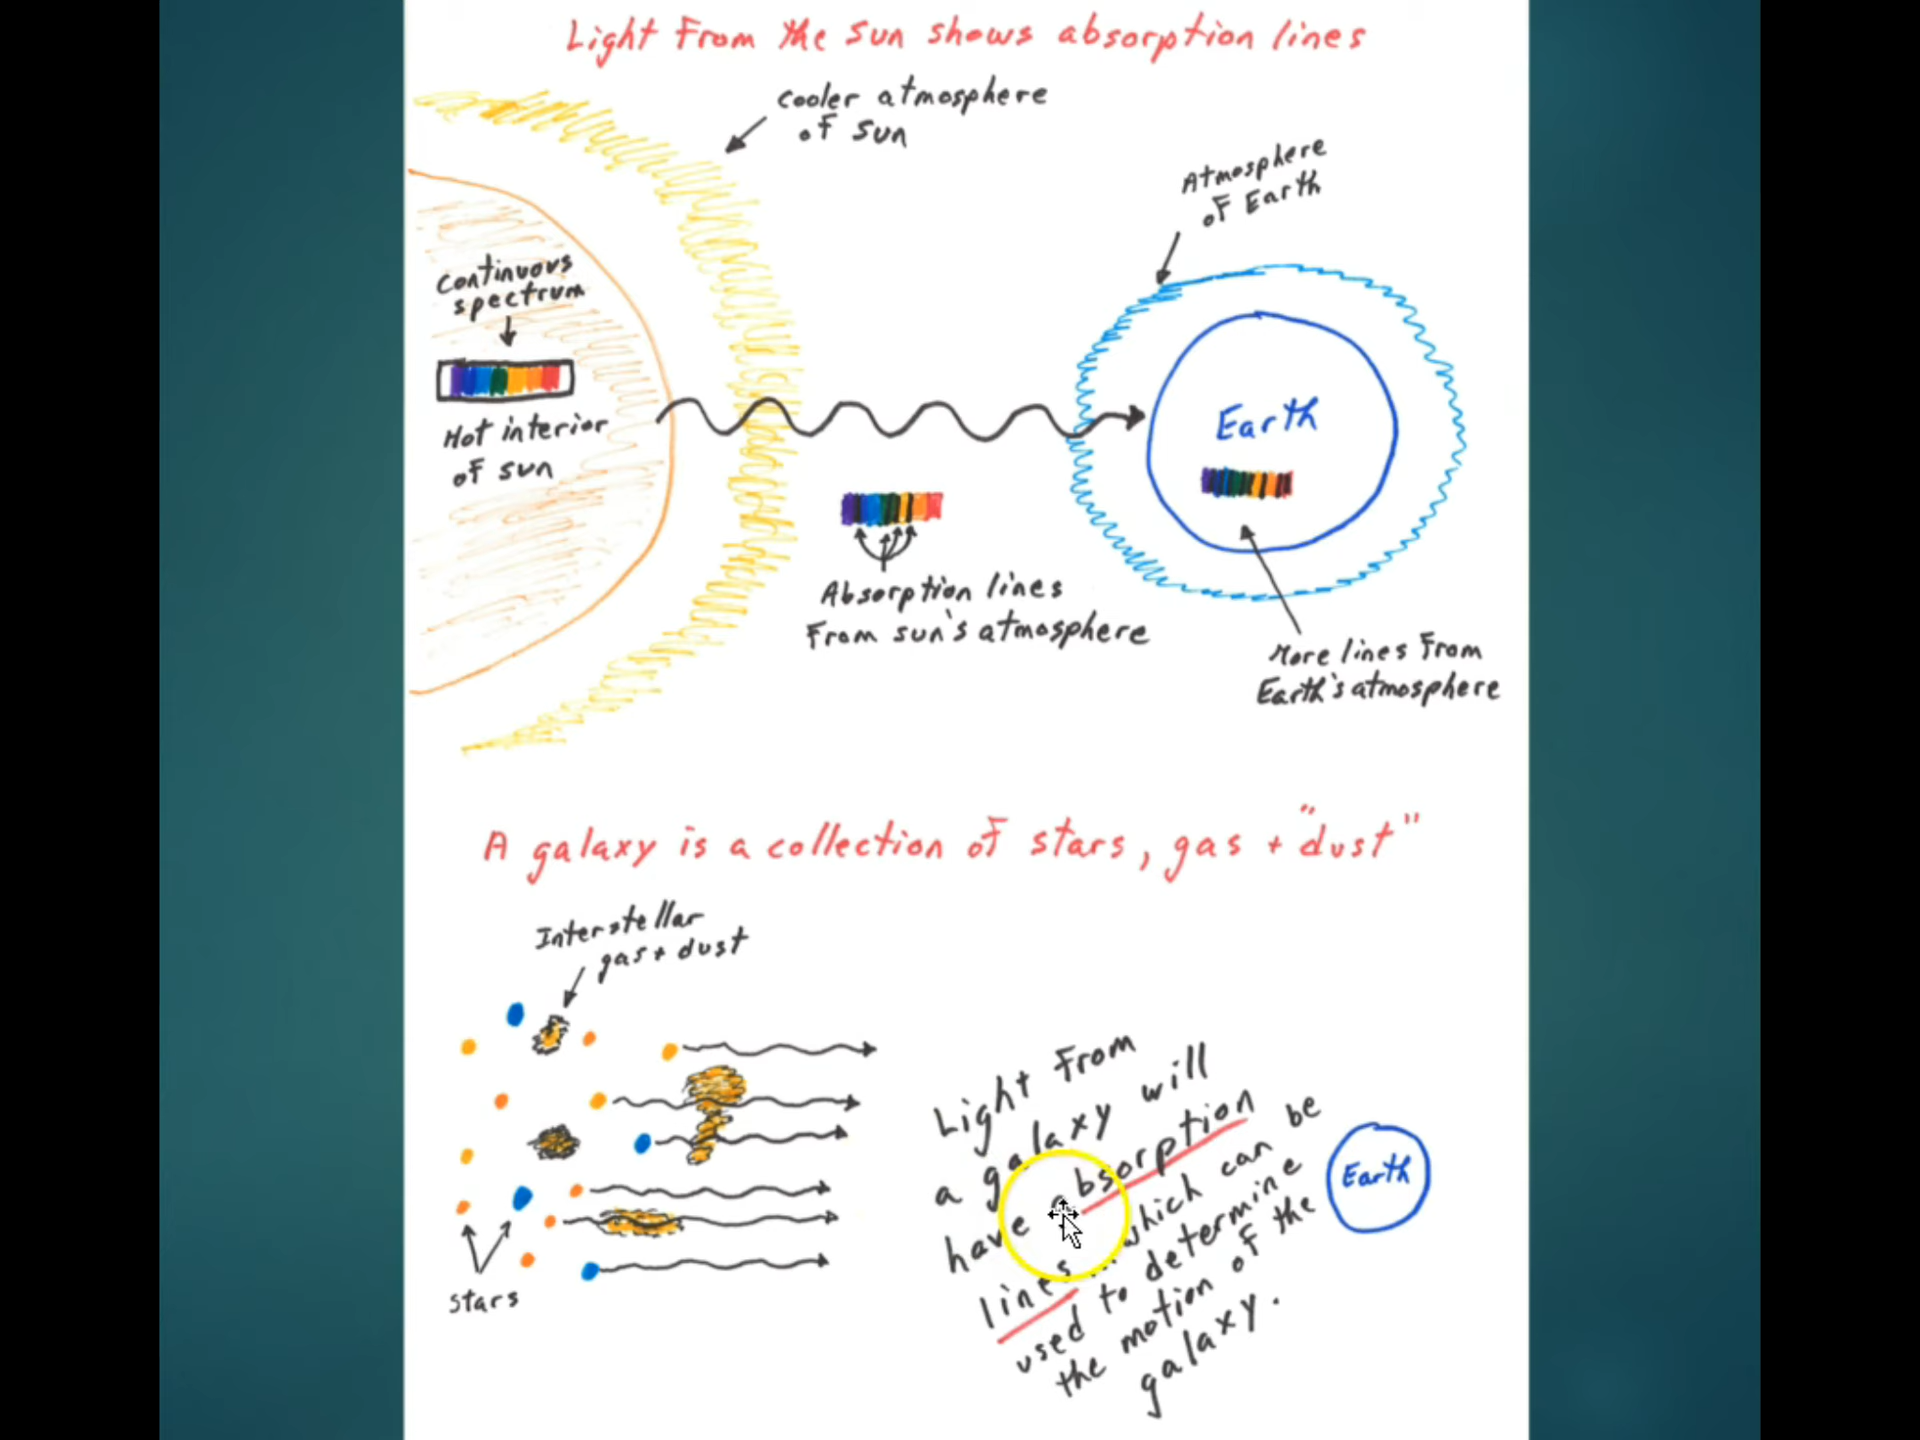 Light From the sun shows absorption lines
cooler atmosphere
of sun
Atmosphere
of Earth
continuous
spectrum
Hot interior
of sun
Earth
Absorption lines
From sun's atmosphere
More lines From
Earth's atmosphere
A galaxy is a collection of stars, gas + "dust"
Interstellar
gas + dust
stars
Light From
a galaxy will
have absorption
lines which can be
used to determine
the motion of the
galaxy.
Earth